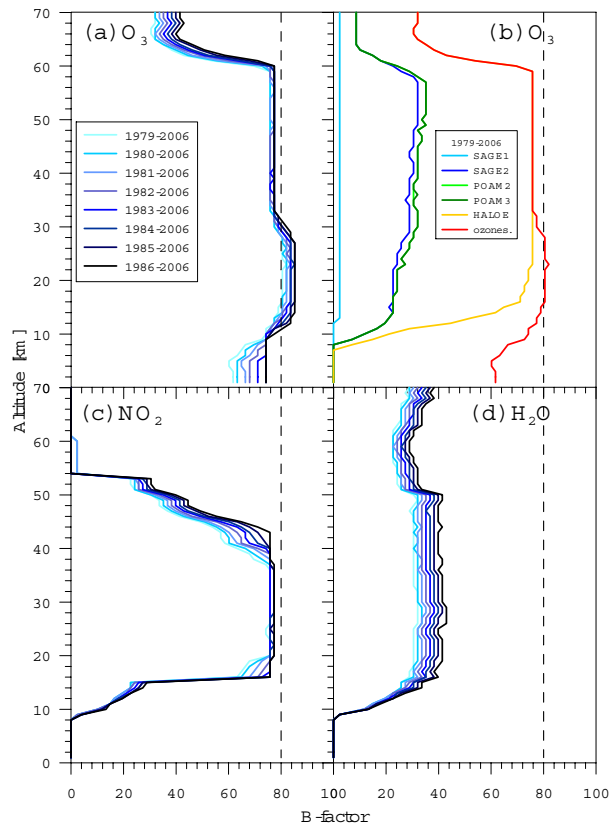 (a)O3
(b)O3
70
60
50
40
30
20
10
1979-2006
1980-2006
1981-2006
1982-2006
1983-2006
1984-2006
1985-2006
1986-2006
1979-2006
SAGE1
SAGE2
POAM2
POAM3
HALOE
ozones.
Altitude [km]
(c)NO2
(d)H2O
70
60
50
40
30
20
10
0
0 20 40 60 80 100
0 20 40 60 80 100
B-factor